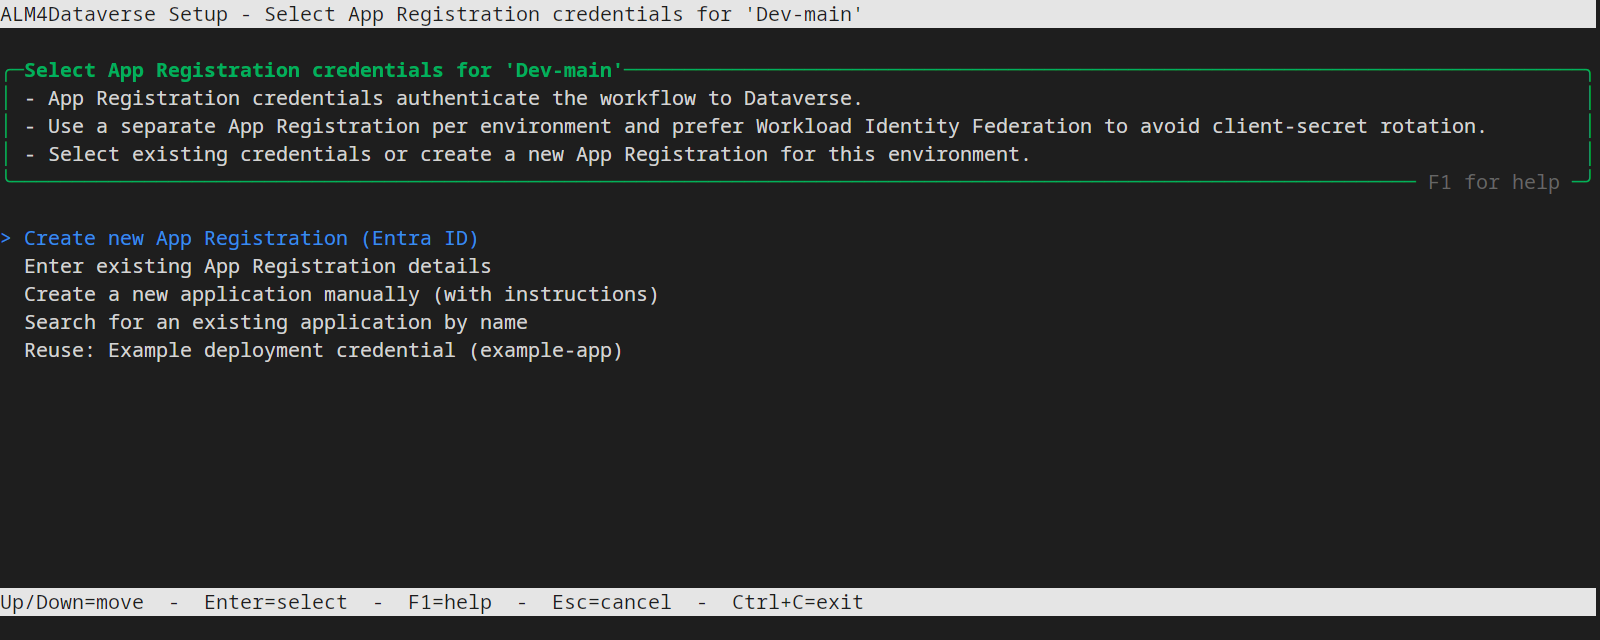 ALM4Dataverse Setup - Select App Registration credentials for 'Dev-main'
Select App Registration credentials for 'Dev-main'
- App Registration credentials authenticate the workflow to Dataverse.
- Use a separate App Registration per environment and prefer Workload Identity Federation to avoid client-secret rotation.
- Select existing credentials or create a new App Registration for this environment.
F1 for help
> Create new App Registration (Entra ID)
Enter existing App Registration details
Create a new application manually (with instructions)
Search for an existing application by name
Reuse: Example deployment credential (example-app)
Up/Down=move  -  Enter=select  -  F1=help  -  Esc=cancel  -  Ctrl+C=exit